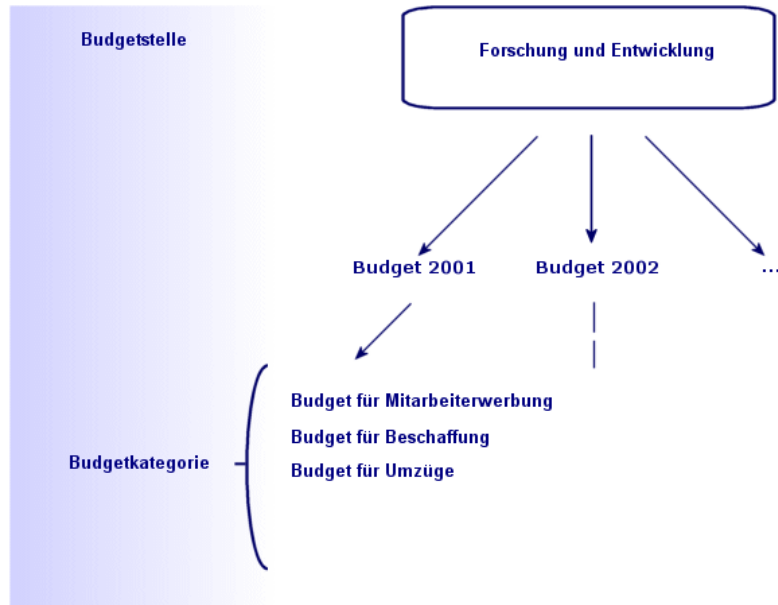 Budgetstelle
Forschung und Entwicklung
Budget 2001
Budget 2002
...
Budget für Mitarbeiterwerbung
Budget für Beschaffung
Budgetkategorie
Budget für Umzüge